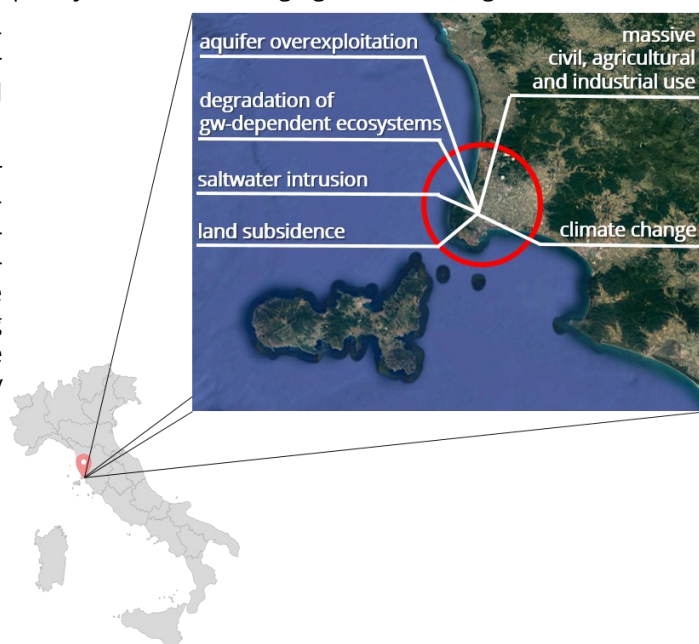 aquifer overexploitation
degradation of
gw-dependent ecosystems
saltwater intrusion
land subsidence
massive
civil, agricultural
and industrial use
climate change